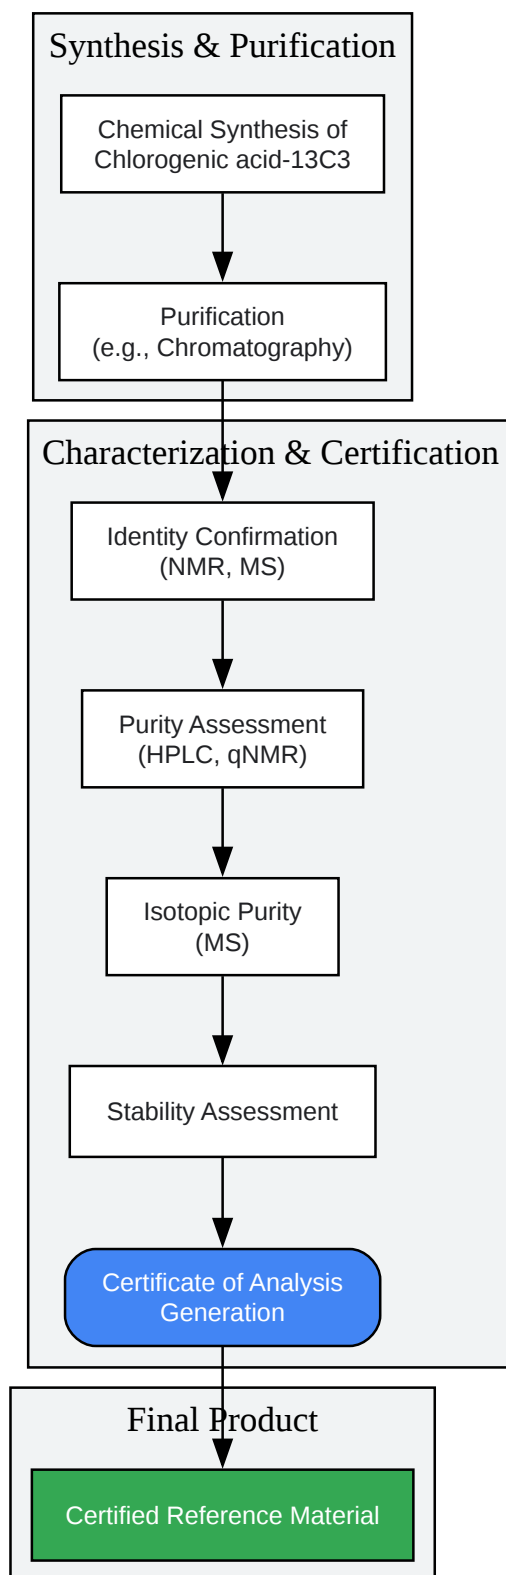 Synthesis & Purification
Chemical Synthesis of
Chlorogenic acid-13C3
Purification
(e.g., Chromatography)
Characterization & Certification
Identity Confirmation
(NMR, MS)
Purity Assessment
(HPLC, qNMR)
Isotopic Purity
(MS)
Stability Assessment
Certificate of Analysis
Generation
Final Product
Certified Reference Material